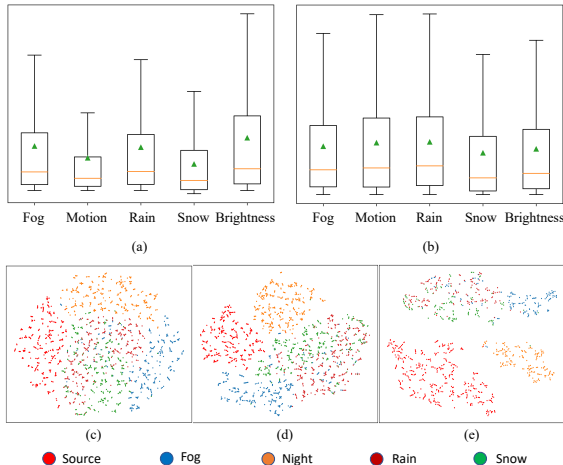 Fog Motion Rain Snow Brightness
(a)
Fog Motion Rain Snow Brightness
(b)
(c) (d) (e)
Source Fog Night Rain Snow